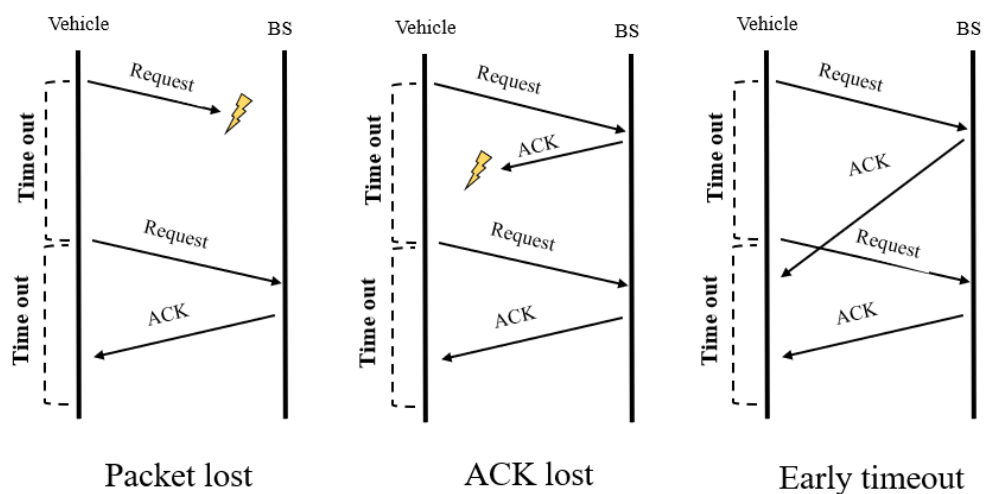 Vehicle
BS
Request
Time out
Request
Time out
ACK
Packet lost
Vehicle
BS
Request
ACK
Time out
Request
Time out
ACK
ACK lost
Vehicle
BS
Request
ACK
Time out
Request
Time out
ACK
Early timeout